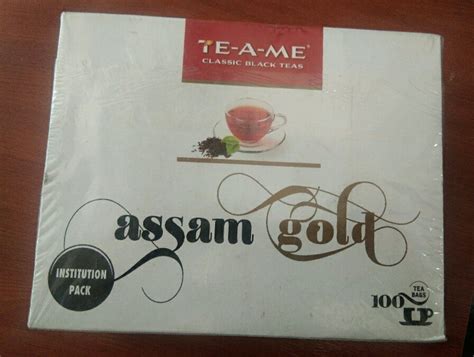 TE-A-ME®
CLASSIC BLACK TEAS
assam gold
INSTITUTION
PACK
100 TEA
BAGS